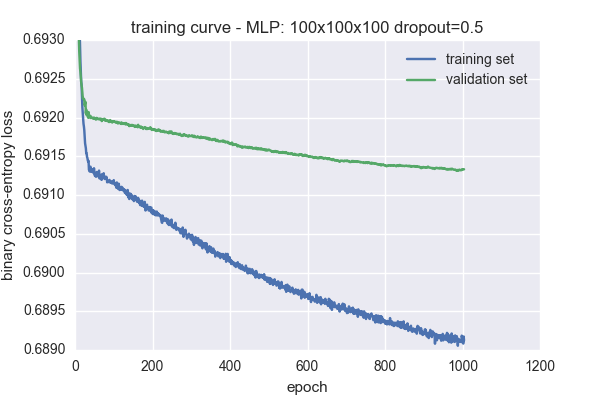 training curve - MLP: 100x100x100 dropout=0.5
0.6930
0.6925
0.6920
0.6915
0.6910
0.6905
0.6900
0.6895
0.6890
binary cross-entropy loss
training set
validation set
0 200 400 600 800 1000 1200
epoch